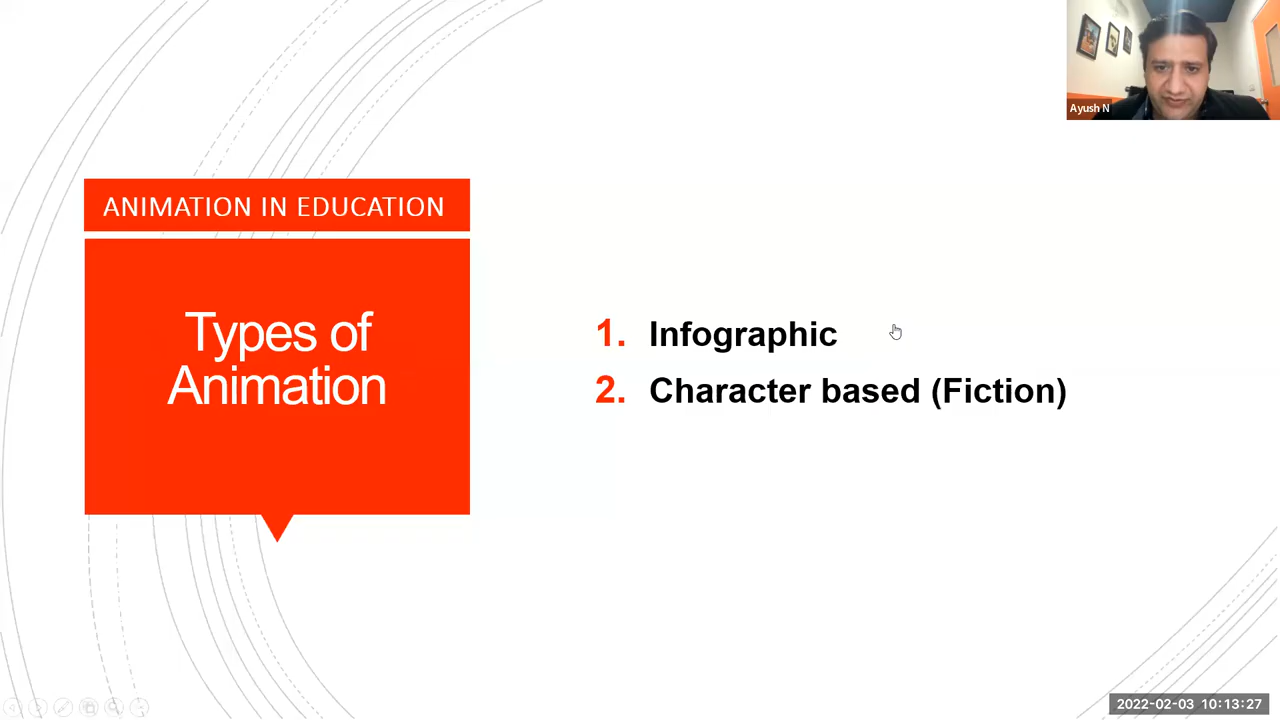 Ayush N
ANIMATION IN EDUCATION
Types of
Animation
1. Infographic
2. Character based (Fiction)
2022-02-03 10:13:27